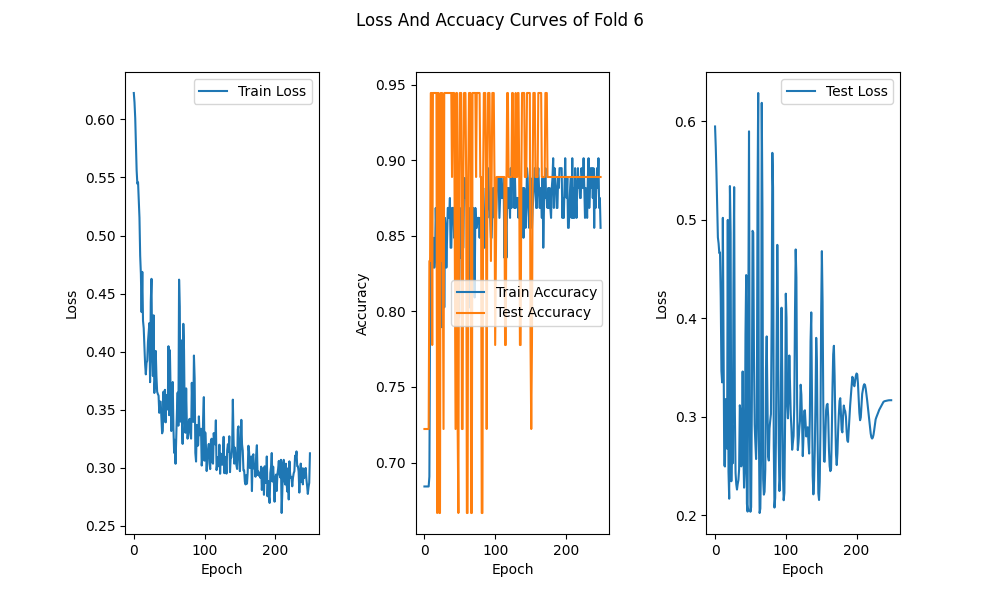 Loss And Accuacy Curves of Fold 6
Train Loss
0.60
0.55
0.50
0.45
0.40
0.35
0.30
0.25
Loss
0
100
200
Epoch
0.95
0.90
0.85
0.80
0.75
0.70
Accuracy
Train Accuracy
Test Accuracy
0
100
200
Epoch
Test Loss
0.6
0.5
0.4
0.3
0.2
Loss
0
100
200
Epoch